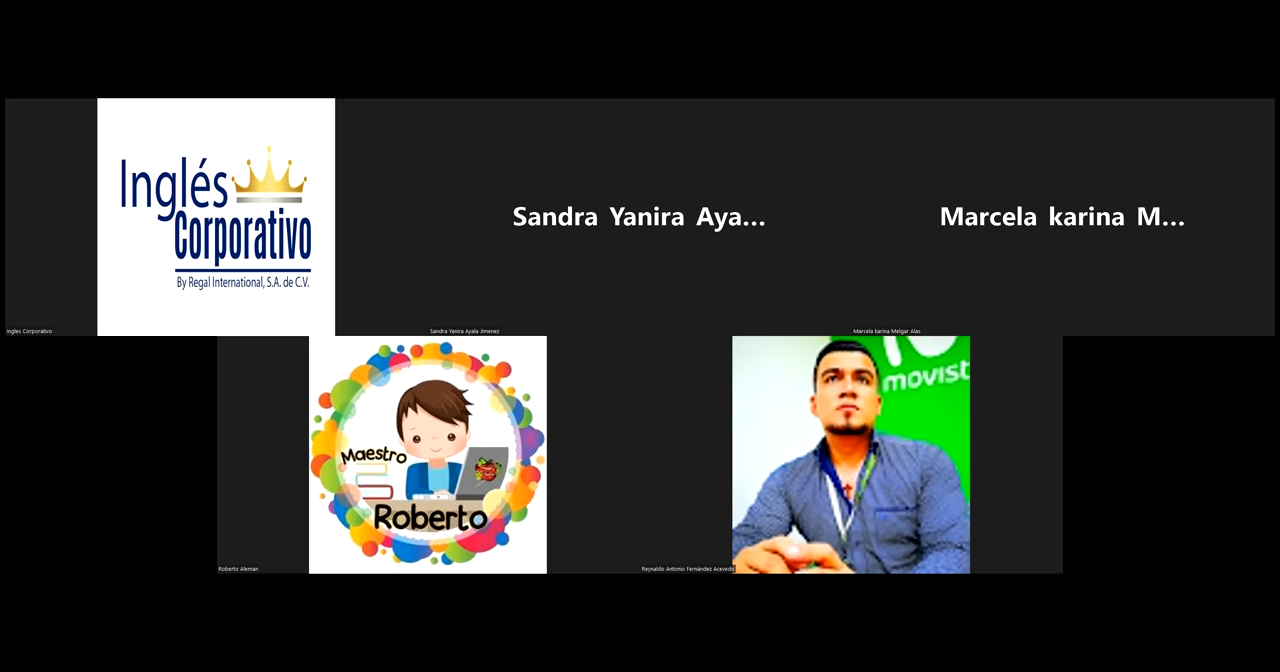 Inglés
Corporativo
By Regal International, S.A. de C.V.
Sandra Yanira Aya...
Marcela karina M...
Ingles Corporativo
Sandra Yanira Ayala Jimenez
Marcela karina Melgar Alas
Maestro
Roberto
movist
Roberto Aleman
Reynaldo Antonio Fernández Acevedo